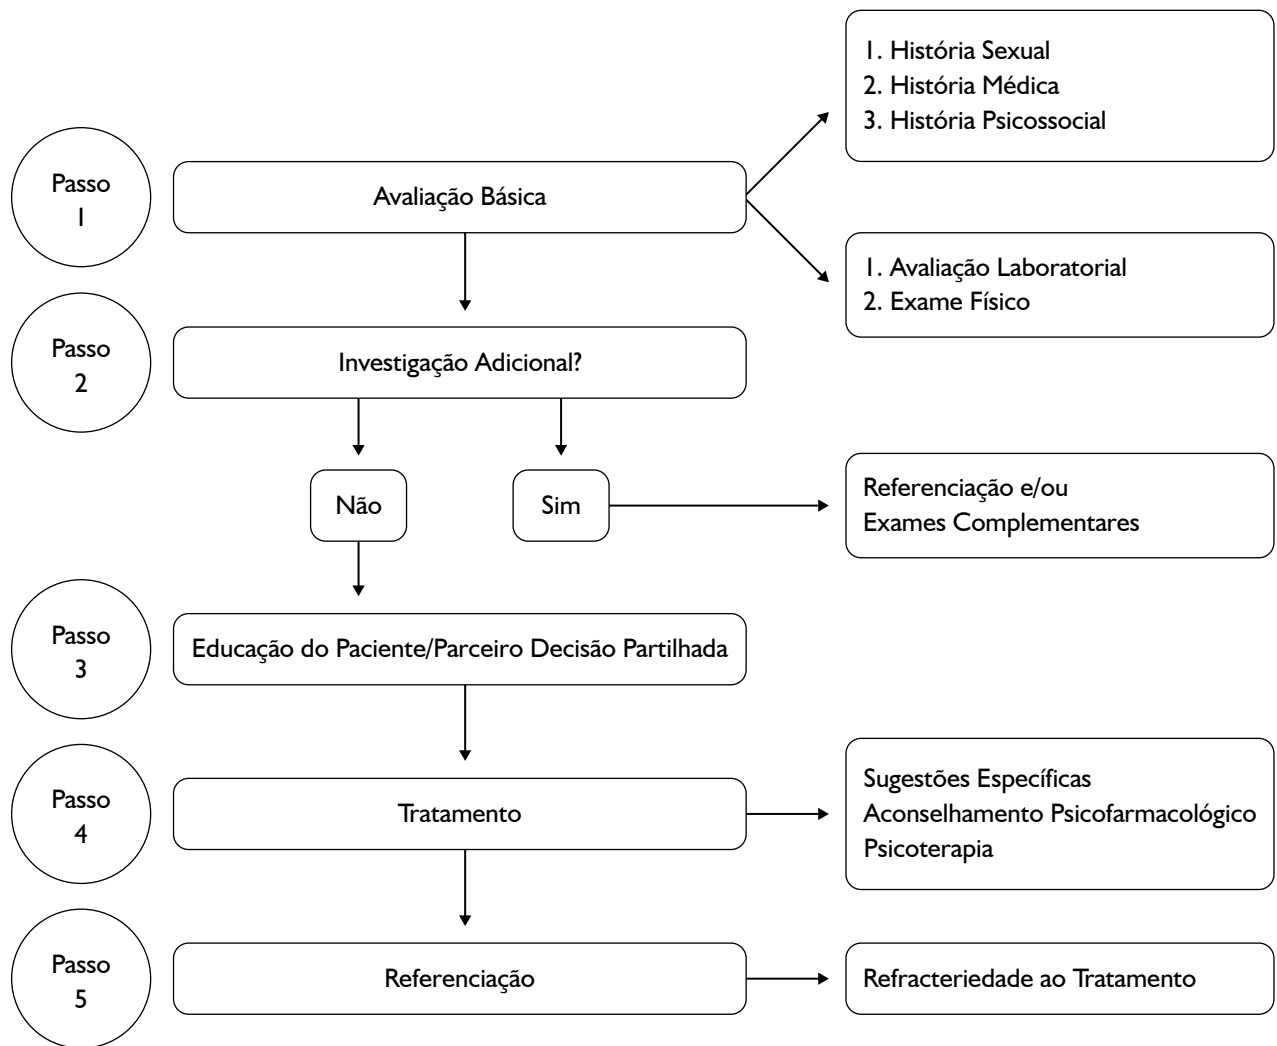 Passo
1
Avaliação Básica
1. História Sexual
2. História Médica
3. História Psicossocial
1. Avaliação Laboratorial
2. Exame Físico
Passo
2
Investigação Adicional?
Não
Sim
Referenciação e/ou
Exames Complementares
Passo
3
Educação do Paciente/Parceiro Decisão Partilhada
Passo
4
Tratamento
Sugestões Específicas
Aconselhamento Psicofarmacológico
Psicoterapia
Passo
5
Referenciação
Refracteriedade ao Tratamento